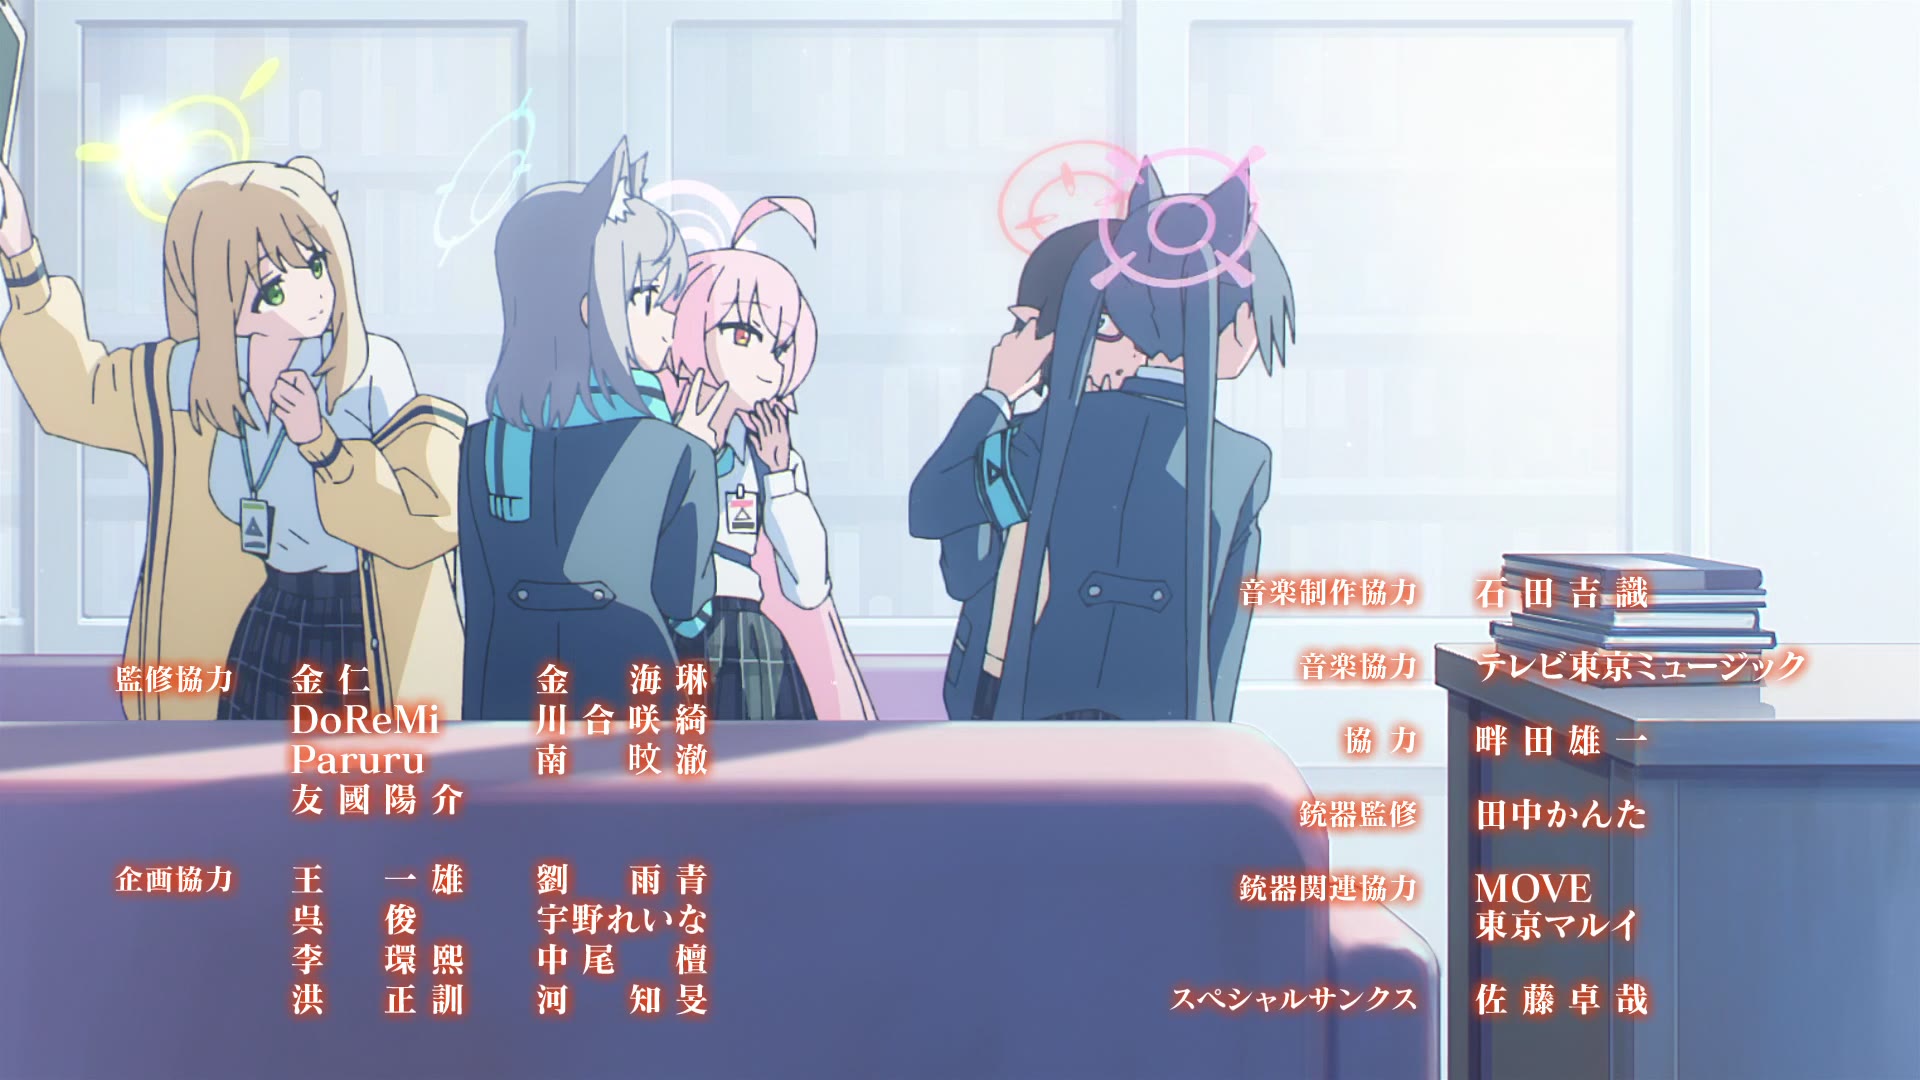 監修協力 金仁 金海琳
DoReMi 川合咲綺
Paruru 南旼澈
友國陽介
企画協力 王一雄 劉雨青
呉俊 宇野れいな
李環熙 中尾檀
洪正訓 河知旻
音楽制作協力 石田吉識
音楽協力 テレビ東京ミュージック
協力 畔田雄一
銃器監修 田中かんた
銃器関連協力 MOVE
東京マルイ
スペシャルサンクス 佐藤卓哉